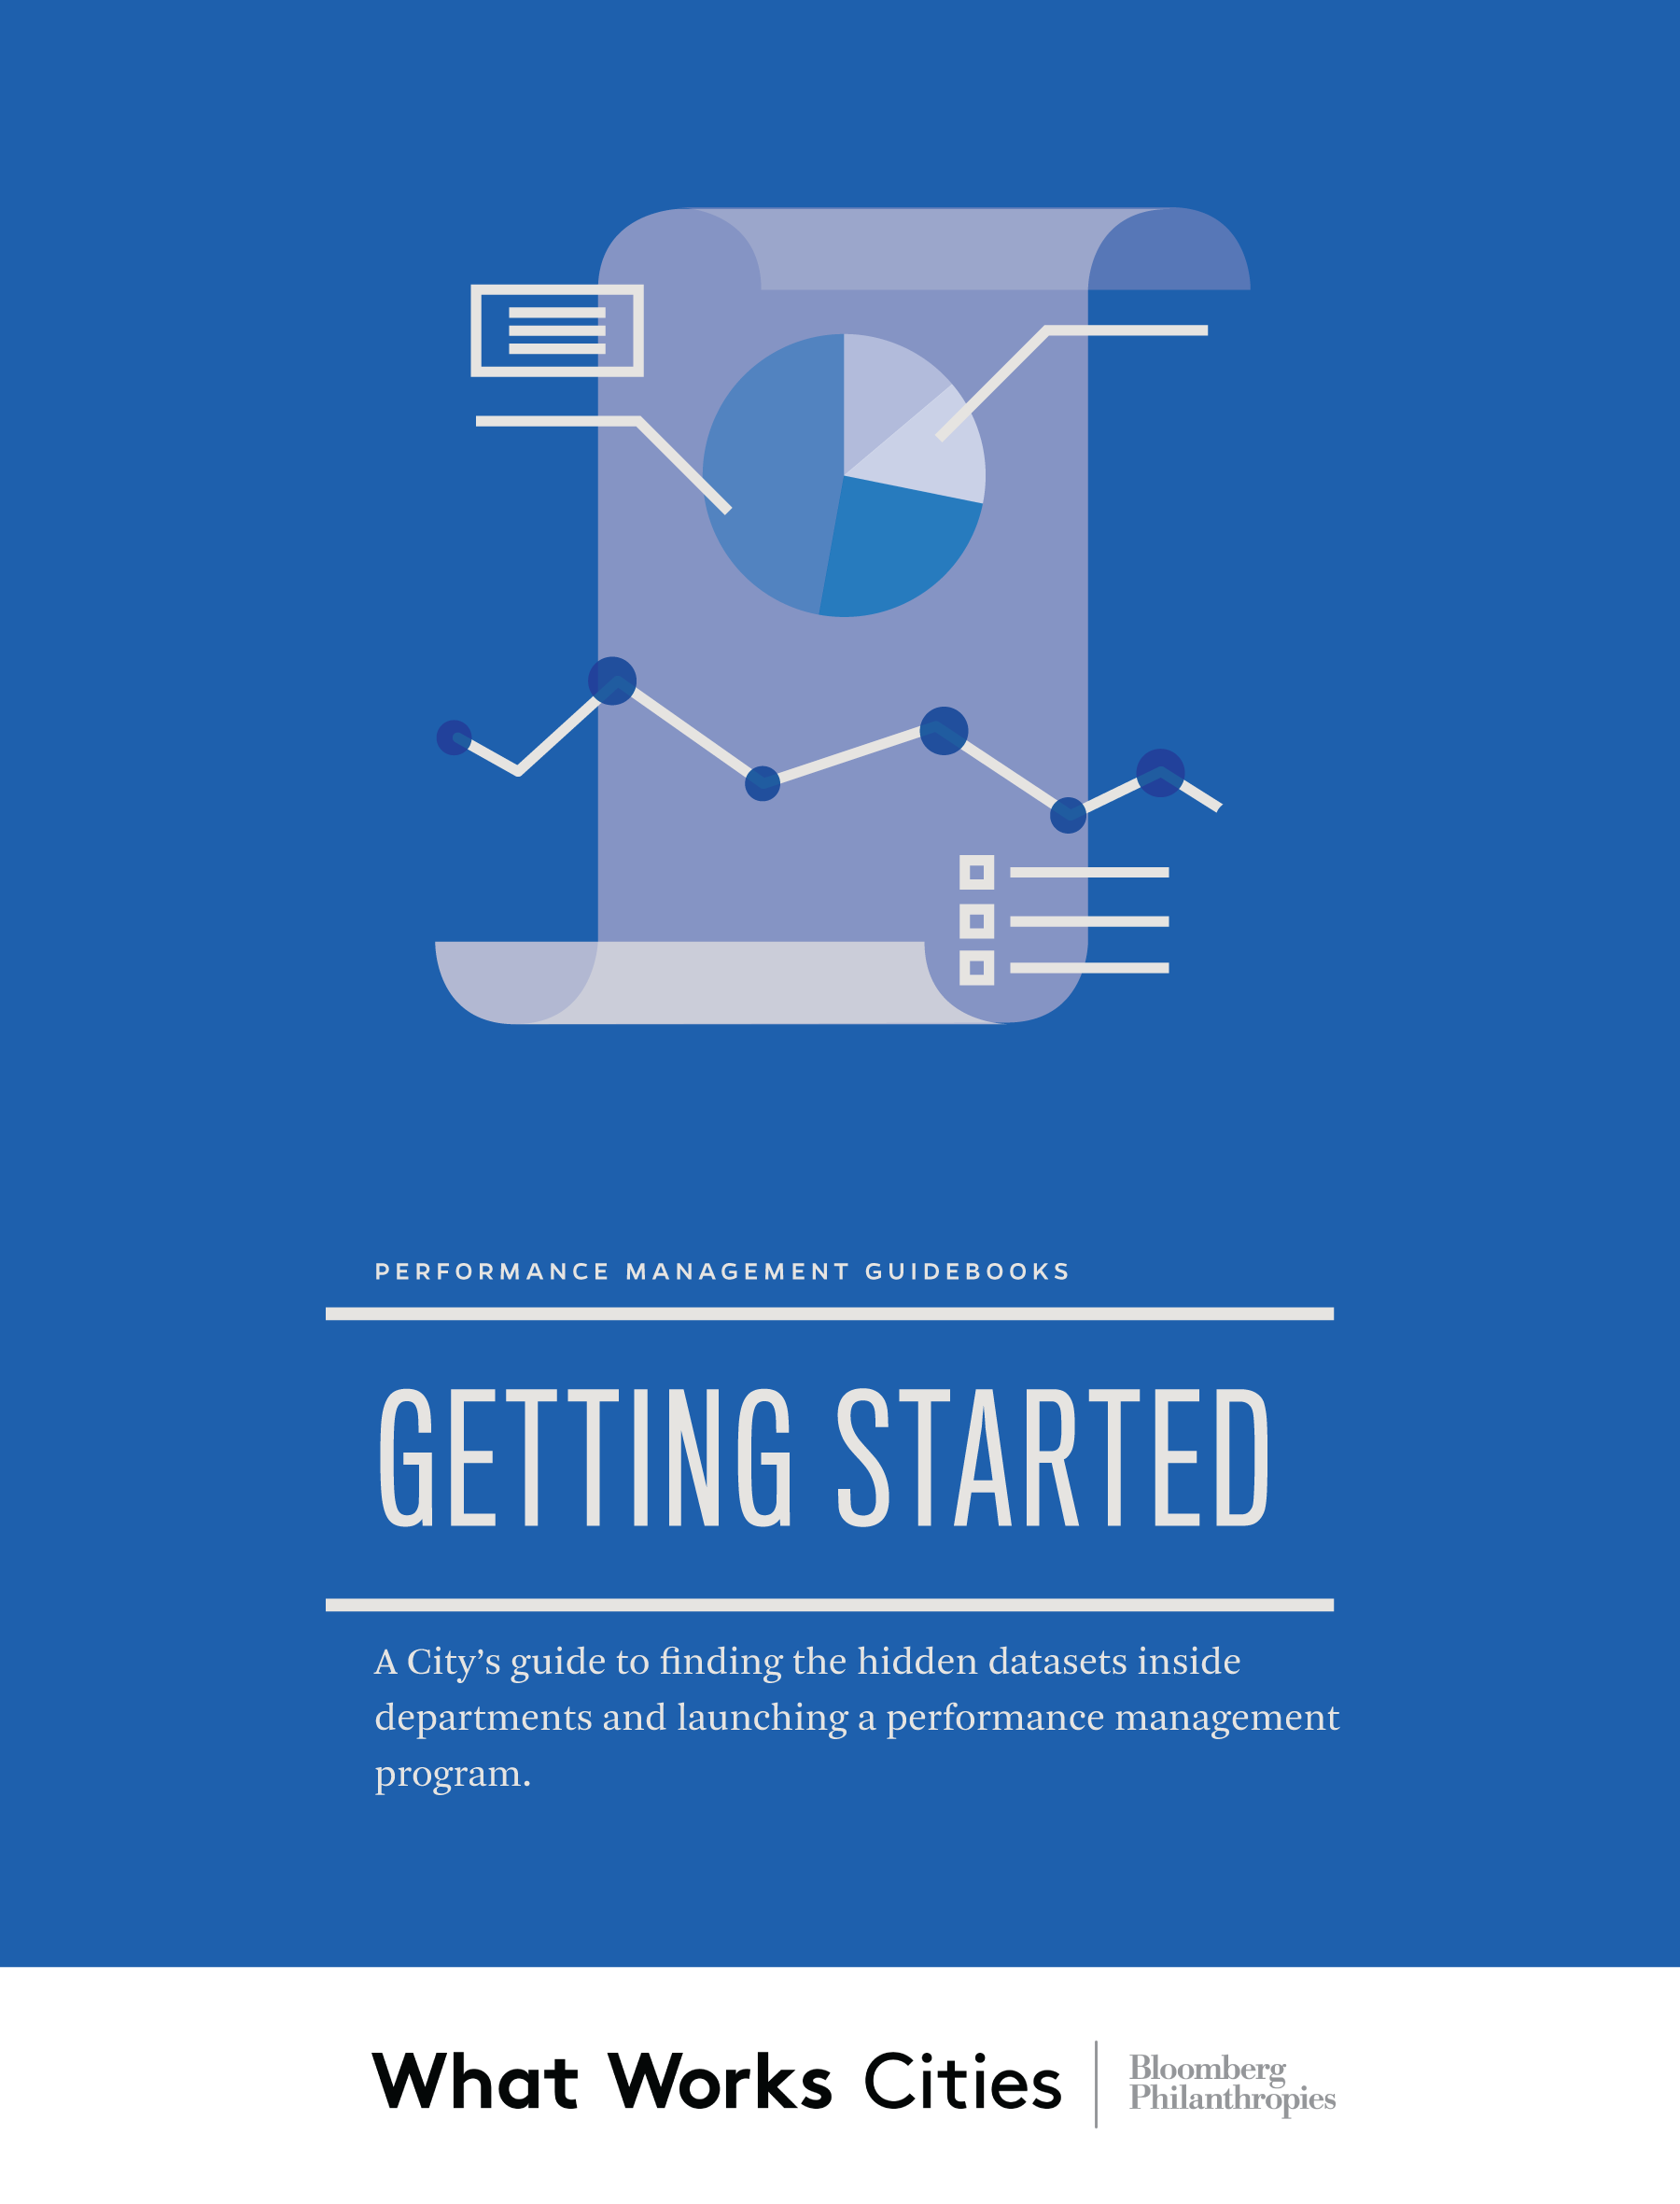 PERFORMANCE MANAGEMENT GUIDEBOOKS
GETTING STARTED
A City’s guide to finding the hidden datasets inside
departments and launching a performance management
program.
What Works Cities
Bloomberg
Philanthropies